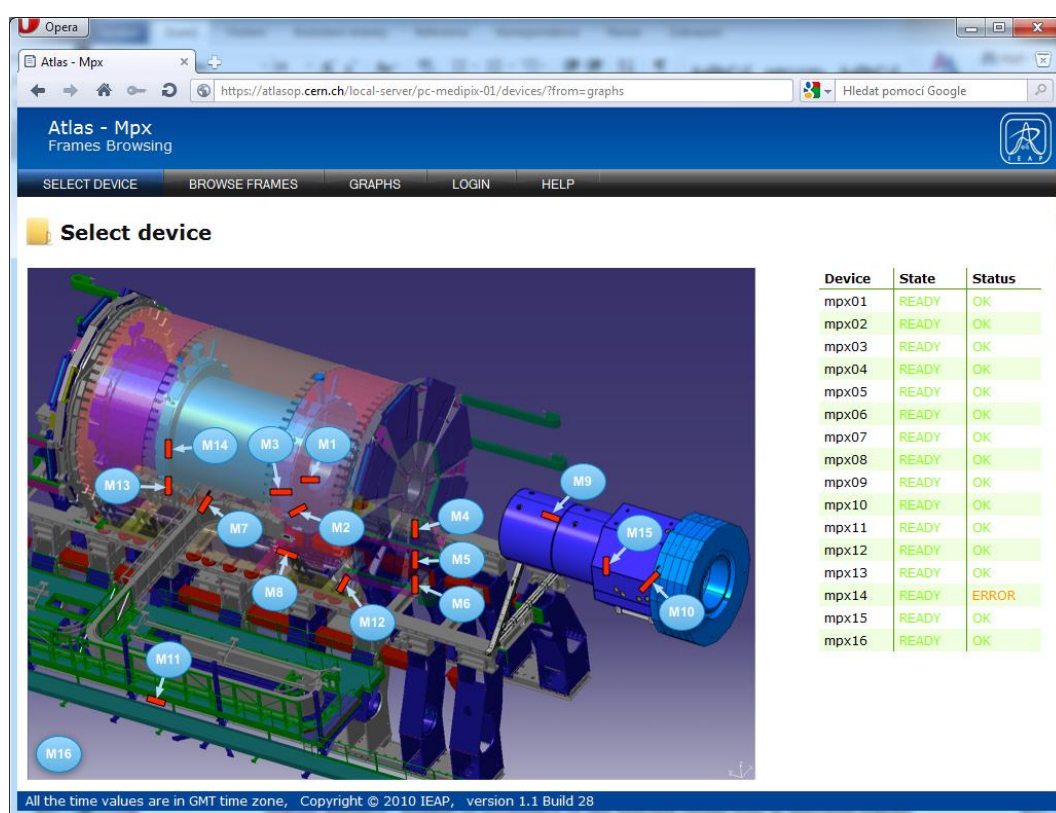 Opera
Atlas - Mpx
https://atlasop.cern.ch/local-server/pc-medipix-01/devices/?from=graphs
Hledat pomocí Google
Atlas - Mpx
Frames Browsing
IEAP
SELECT DEVICE BROWSE FRAMES GRAPHS LOGIN HELP
Select device
Device State Status
mpx01 READY OK
mpx02 READY OK
mpx03 READY OK
mpx04 READY OK
mpx05 READY OK
mpx06 READY OK
mpx07 READY OK
mpx08 READY OK
mpx09 READY OK
mpx10 READY OK
mpx11 READY OK
mpx12 READY OK
mpx13 READY OK
mpx14 READY ERROR
mpx15 READY OK
mpx16 READY OK
M14
M3
M1
M13
M9
M7
M2
M4
M15
M5
M8
M6
M10
M12
M11
M16
All the time values are in GMT time zone, Copyright © 2010 IEAP, version 1.1 Build 28